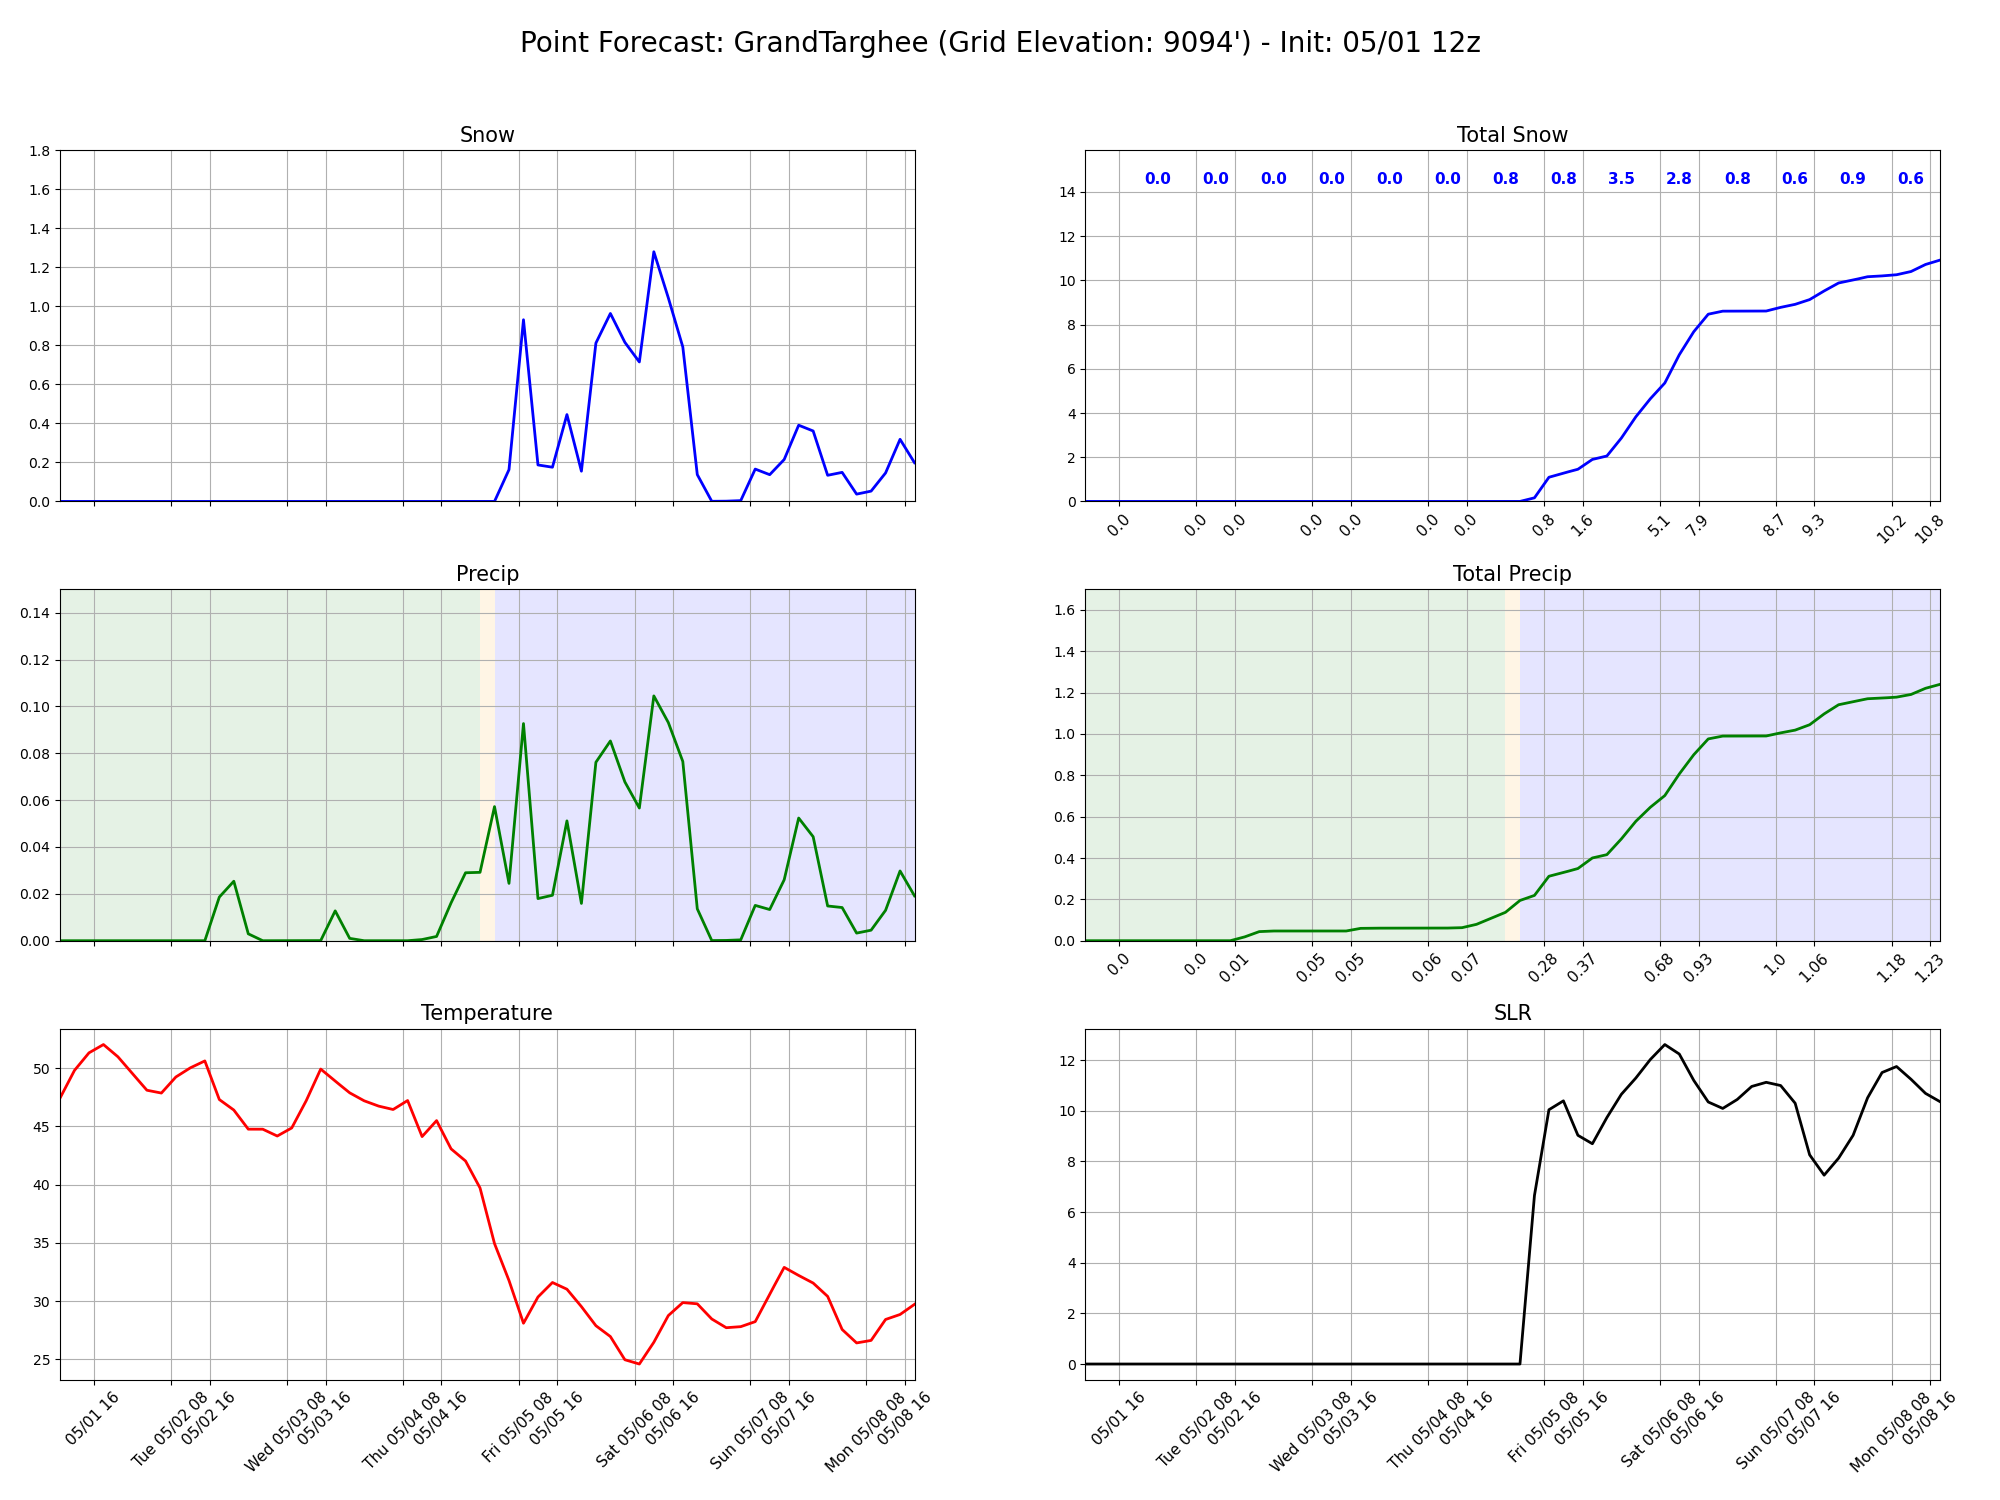 Point Forecast: GrandTarghee (Grid Elevation: 9094') - Init: 05/01 12z
Snow
1.8
1.6
1.4
1.2
1.0
0.8
0.6
0.4
0.2
0.0
Total Snow
0.0 0.0 0.0 0.0 0.0 0.0 0.8 0.8 3.5 2.8 0.8 0.6 0.9 0.6
14
12
10
8
6
4
2
0
0.0 0.0 0.0 0.0 0.0 0.0 0.0 0.8 1.6 5.1 7.9 8.7 9.3 10.2 10.8
Precip
0.14
0.12
0.10
0.08
0.06
0.04
0.02
0.00
Total Precip
1.6
1.4
1.2
1.0
0.8
0.6
0.4
0.2
0.0
0.0 0.0 0.01 0.05 0.05 0.06 0.07 0.28 0.37 0.68 0.93 1.0 1.06 1.18 1.23
Temperature
50
45
40
35
30
25
05/01 16
Tue 05/02 08
05/02 16
Wed 05/03 08
05/03 16
Thu 05/04 08
05/04 16
Fri 05/05 08
05/05 16
Sat 05/06 08
05/06 16
Sun 05/07 08
05/07 16
Mon 05/08 08
05/08 16
SLR
12
10
8
6
4
2
0
05/01 16
Tue 05/02 08
05/02 16
Wed 05/03 08
05/03 16
Thu 05/04 08
05/04 16
Fri 05/05 08
05/05 16
Sat 05/06 08
05/06 16
Sun 05/07 08
05/07 16
Mon 05/08 08
05/08 16